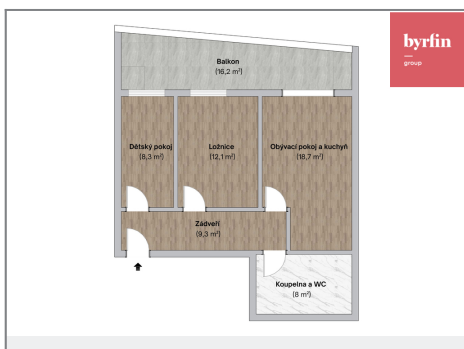 byrfin
group
Balkon
(16,2 m²)
Dětský pokoj
(8,3 m²)
Ložnice
(12,1 m²)
Obývací pokoj a kuchyň
(18,7 m²)
Zádveří
(9,3 m²)
Koupelna a WC
(8 m²)